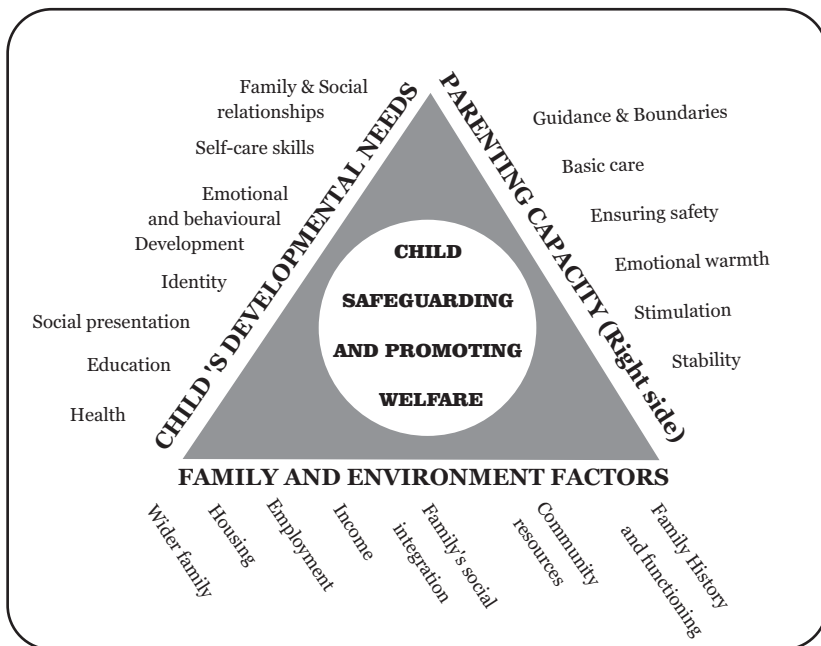 Family & Social
relationships
Self-care skills
Emotional
and behavioural
Development
Identity
Social presentation
Education
Health
CHILD'S DEVELOPMENTAL NEEDS
PARENTING CAPACITY (Right side)
Guidance & Boundaries
Basic care
Ensuring safety
Emotional warmth
Stimulation
Stability
CHILD
SAFEGUARDING
AND PROMOTING
WELFARE
FAMILY AND ENVIRONMENT FACTORS
Wider family
Housing
Employment
Income
Family's social
integration
Community
resources
Family History
and functioning